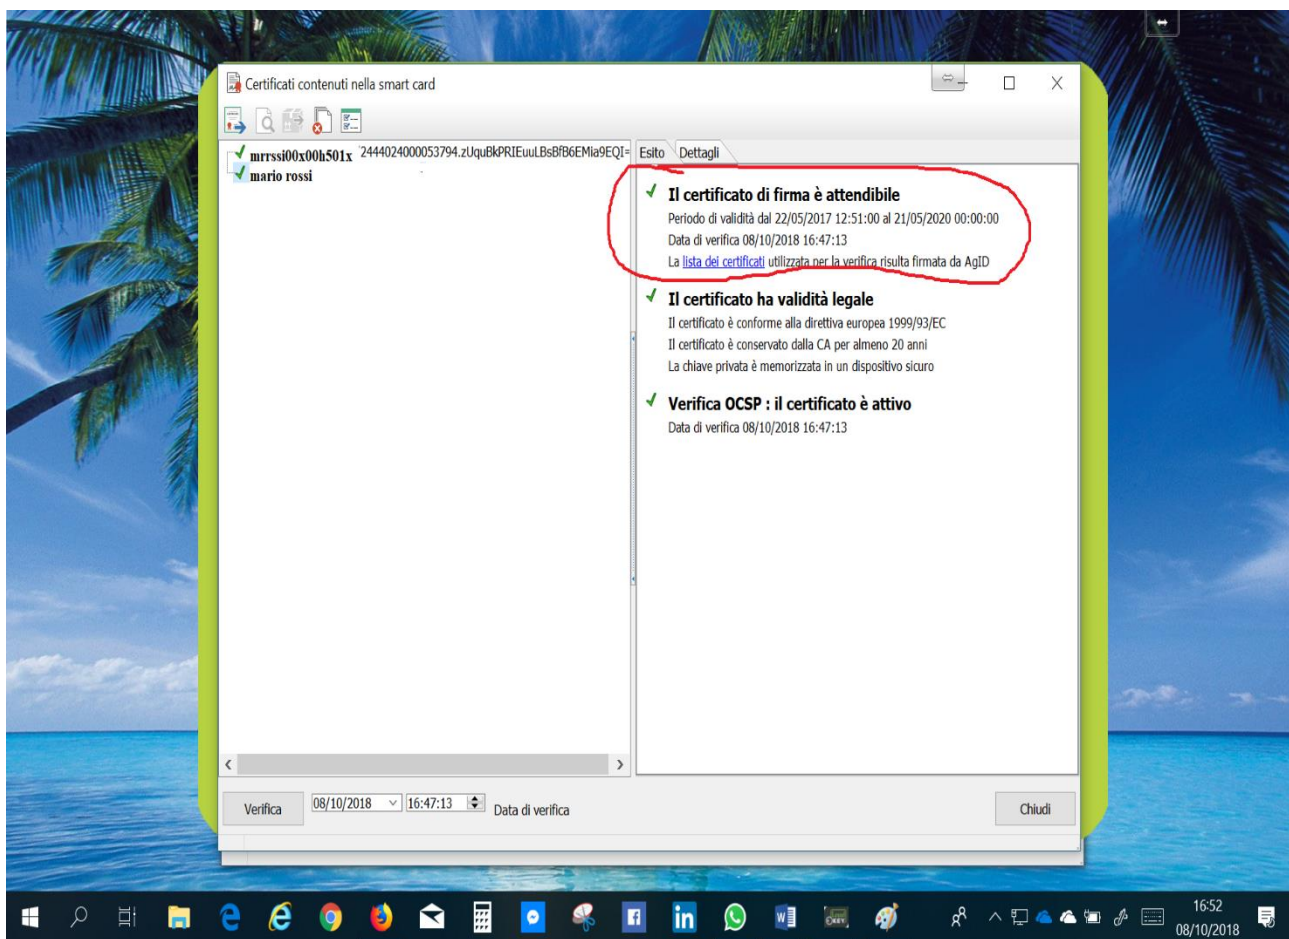 Certificati contenuti nella smart card
mrrssi00x00h501x 2444024000053794.zUquBkPRIEuuLBsBfB6EMia9EQI=
mario rossi
Esito Dettagli
Il certificato di firma è attendibile
Periodo di validità dal 22/05/2017 12:51:00 al 21/05/2020 00:00:00
Data di verifica 08/10/2018 16:47:13
La lista dei certificati utilizzata per la verifica risulta firmata da AgID
Il certificato ha validità legale
Il certificato è conforme alla direttiva europea 1999/93/EC
Il certificato è conservato dalla CA per almeno 20 anni
La chiave privata è memorizzata in un dispositivo sicuro
Verifica OCSP : il certificato è attivo
Data di verifica 08/10/2018 16:47:13
Verifica 08/10/2018 16:47:13 Data di verifica Chiudi
16:52
08/10/2018